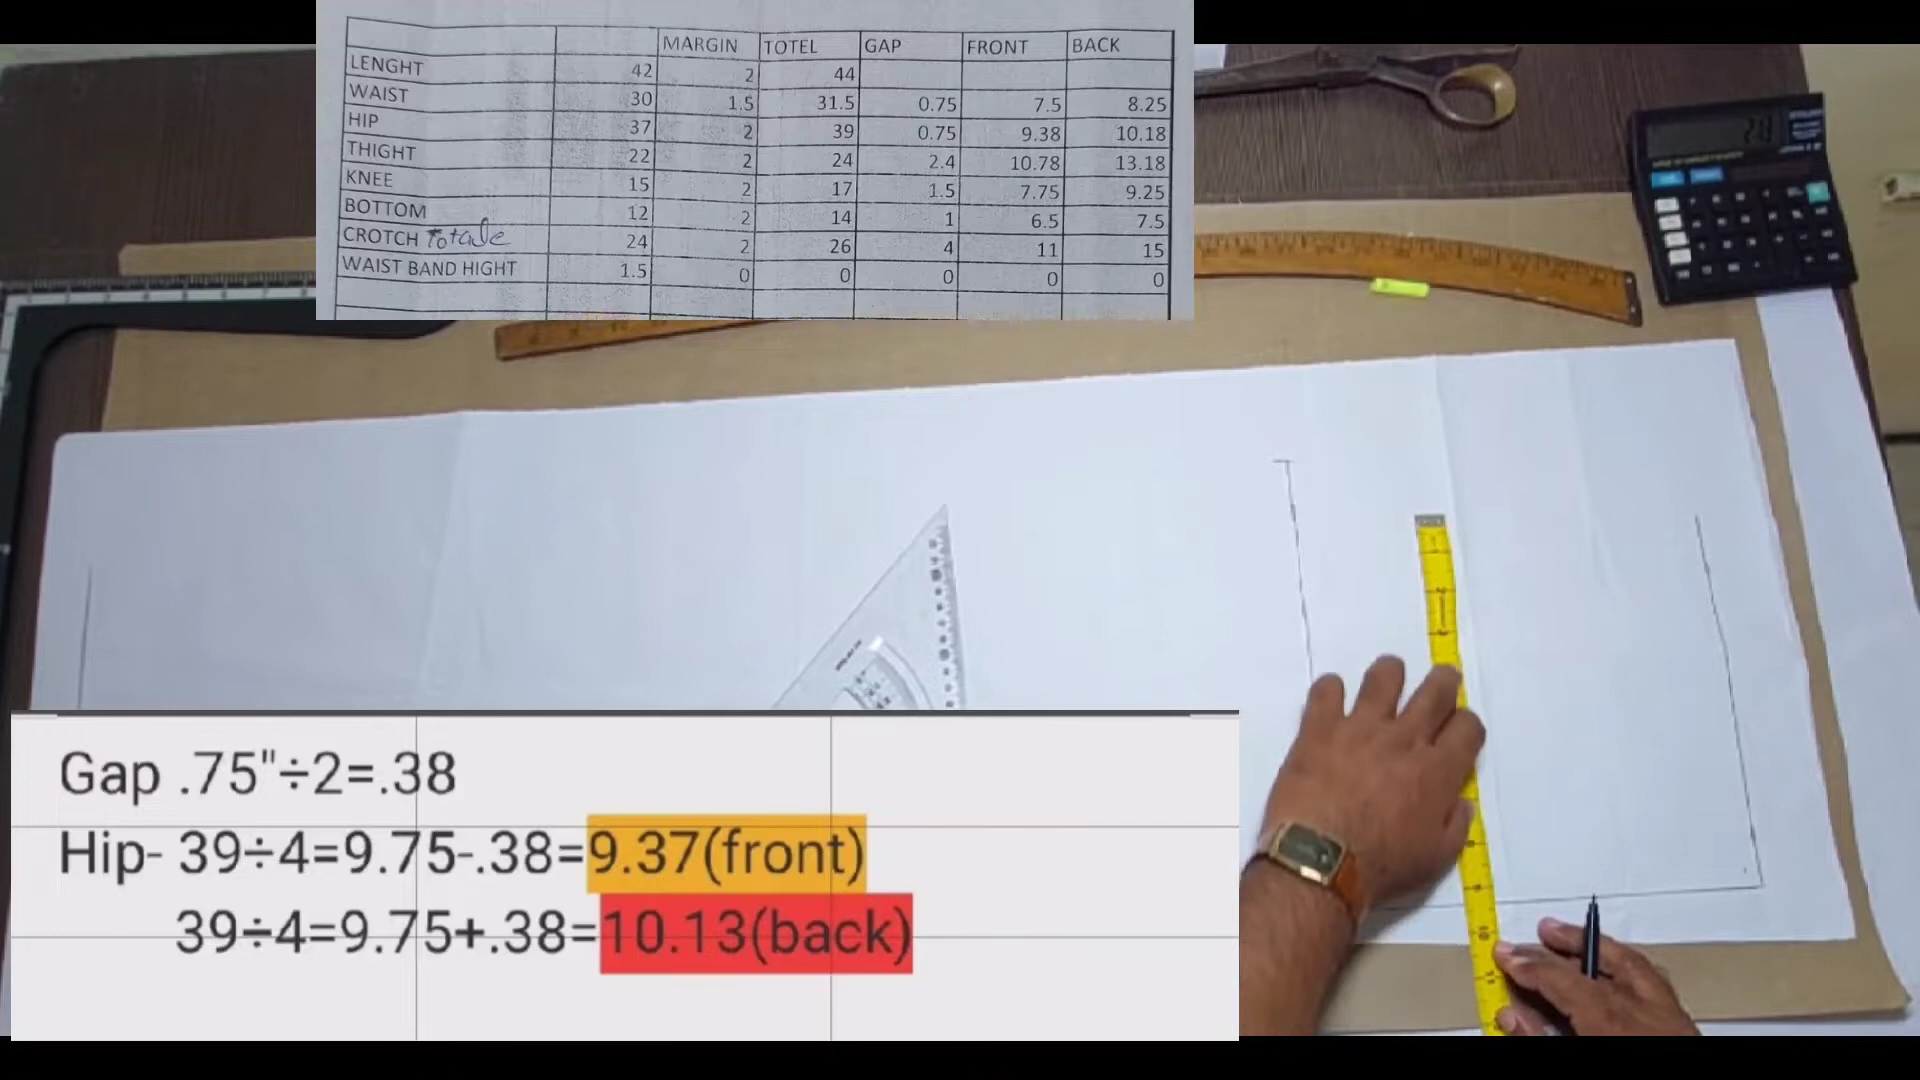 MARGIN TOTEL GAP FRONT BACK
LENGHT 42 2 44
WAIST 30 1.5 31.5 0.75 7.5 8.25
HIP 37 2 39 0.75 9.38 10.18
THIGHT 22 2 24 2.4 10.78 13.18
KNEE 15 2 17 1.5 7.75 9.25
BOTTOM 12 2 14 1 6.5 7.5
CROTCH Totale 24 2 26 4 11 15
WAIST BAND HIGHT 1.5 0 0 0 0 0
Gap .75"÷2=.38
Hip- 39÷4=9.75-.38=9.37(front)
39÷4=9.75+.38=10.13(back)